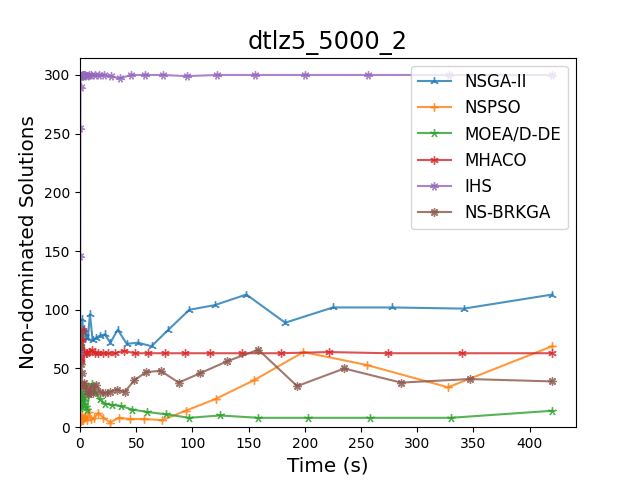 dtlz5_5000_2
300
250
200
150
100
50
0
Non-dominated Solutions
0 50 100 150 200 250 300 350 400
Time (s)
NSGA-II
NSPSO
MOEA/D-DE
MHACO
IHS
NS-BRKGA